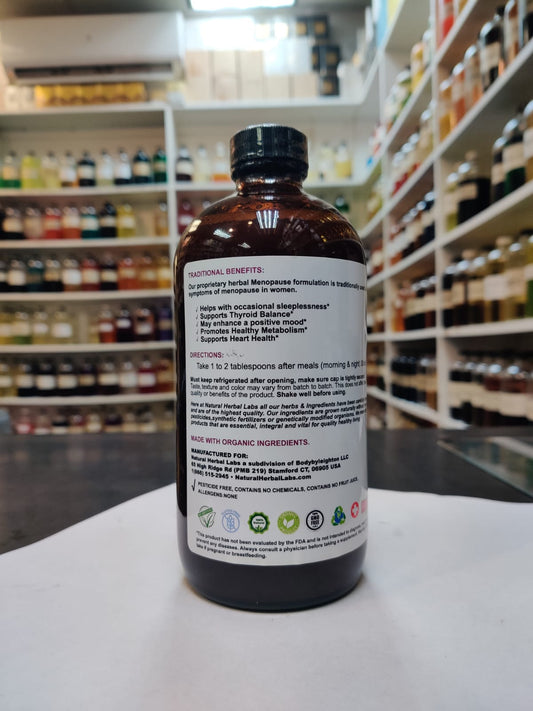 TRADITIONAL BENEFITS:
Our proprietary herbal Menopause formulation is traditionally used
symptoms of menopause in women.
√ Helps with occasional sleeplessness*
√ Supports Thyroid Balance*
√ May enhance a positive mood*
√ Promotes Healthy Metabolism*
√ Supports Heart Health*
DIRECTIONS:
Take 1 to 2 tablespoons after meals (morning & night)
Must keep refrigerated after opening, make sure cap is tightly secure
Taste, texture and color may vary from batch to batch. This does not
quality or benefits of the product. Shake well before using.
Here at Natural Herbal Labs all our herbs & ingredients have been
and are of the highest quality. Our ingredients are grown naturally
pesticides,synthetic fertilizers or genetically modified organisms. We
products that are essential, integral and vital for quality healthy living.
MADE WITH ORGANIC INGREDIENTS.
MANUFACTURED FOR:
Natural Herbal Labs a subdivision of Bodybyleighton LLC
65 High Ridge Rd (PMB 219) Stamford CT, 06905 USA
1(866) 515-2945 • NaturalHerbalLabs.com
√ PESTICIDE FREE, CONTAINS NO CHEMICALS, CONTAINS NO FRUIT JUICE,
ALLERGENS NONE
GMO
FREE
*This product has not been evaluated by the FDA and is not intended to diagnose,
prevent any diseases. Always consult a physician before taking a supplement.
take if pregnant or breastfeeding.